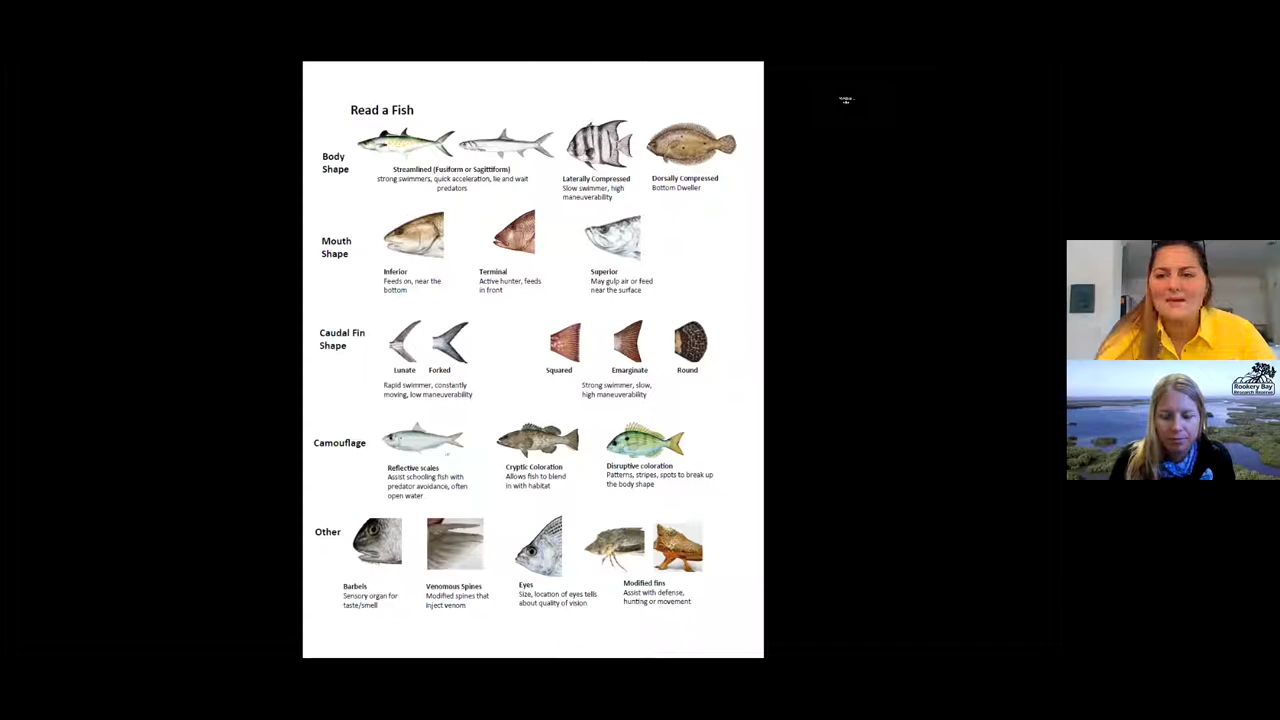 Read a Fish
Body
Shape
Streamlined (Fusiform or Sagittiform)
strong swimmers, quick acceleration, lie and wait
predators
Laterally Compressed
Slow swimmer, high
maneuverability
Dorsally Compressed
Bottom Dweller
Mouth
Shape
Inferior
Feeds on, near the
bottom
Terminal
Active hunter, feeds
in front
Superior
May gulp air or feed
near the surface
Caudal Fin
Shape
Lunate
Forked
Rapid swimmer, constantly
moving, low maneuverability
Squared
Emarginate
Round
Strong swimmer, slow,
high maneuverability
Camouflage
Reflective scales
Assist schooling fish with
predator avoidance, often
open water
Cryptic Coloration
Allows fish to blend
in with habitat
Disruptive coloration
Patterns, stripes, spots to break up
the body shape
Other
Barbels
Sensory organ for
taste/smell
Venomous Spines
Modified spines that
inject venom
Eyes
Size, location of eyes tells
about quality of vision
Modified fins
Assist with defense,
hunting or movement
Rookery Bay
Research Reserve